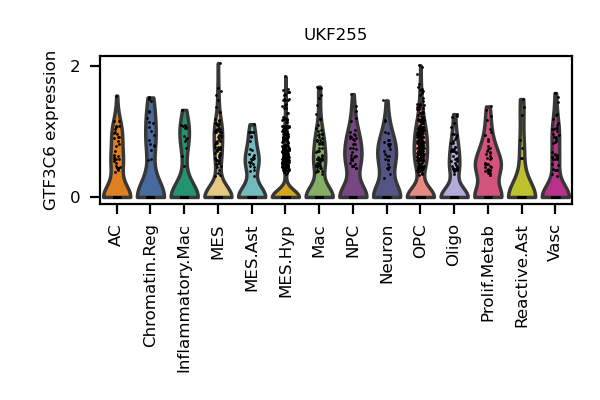 UKF255
GTF3C6 expression
2
0
AC
Chromatin.Reg
Inflammatory.Mac
MES
MES.Ast
MES.Hyp
Mac
NPC
Neuron
OPC
Oligo
Prolif.Metab
Reactive.Ast
Vasc